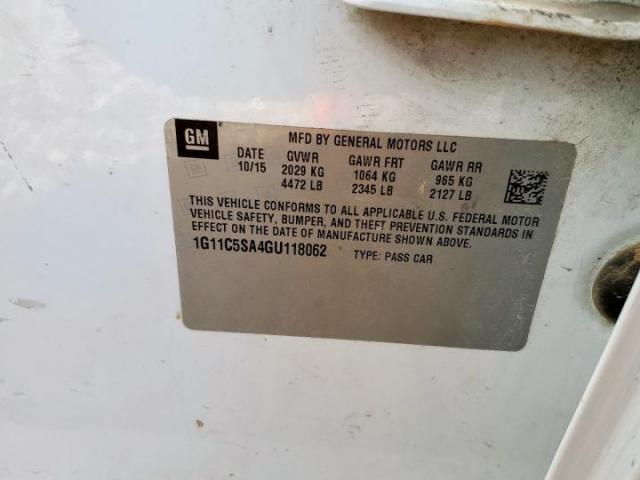 GM
MFD BY GENERAL MOTORS LLC
DATE GVWR GAWR FRT GAWR RR
10/15 2029 KG 1064 KG 965 KG
4472 LB 2345 LB 2127 LB
THIS VEHICLE CONFORMS TO ALL APPLICABLE U.S. FEDERAL MOTOR
VEHICLE SAFETY, BUMPER, AND THEFT PREVENTION STANDARDS IN
EFFECT ON THE DATE OF MANUFACTURE SHOWN ABOVE.
1G11C5SA4GU118062 TYPE: PASS CAR